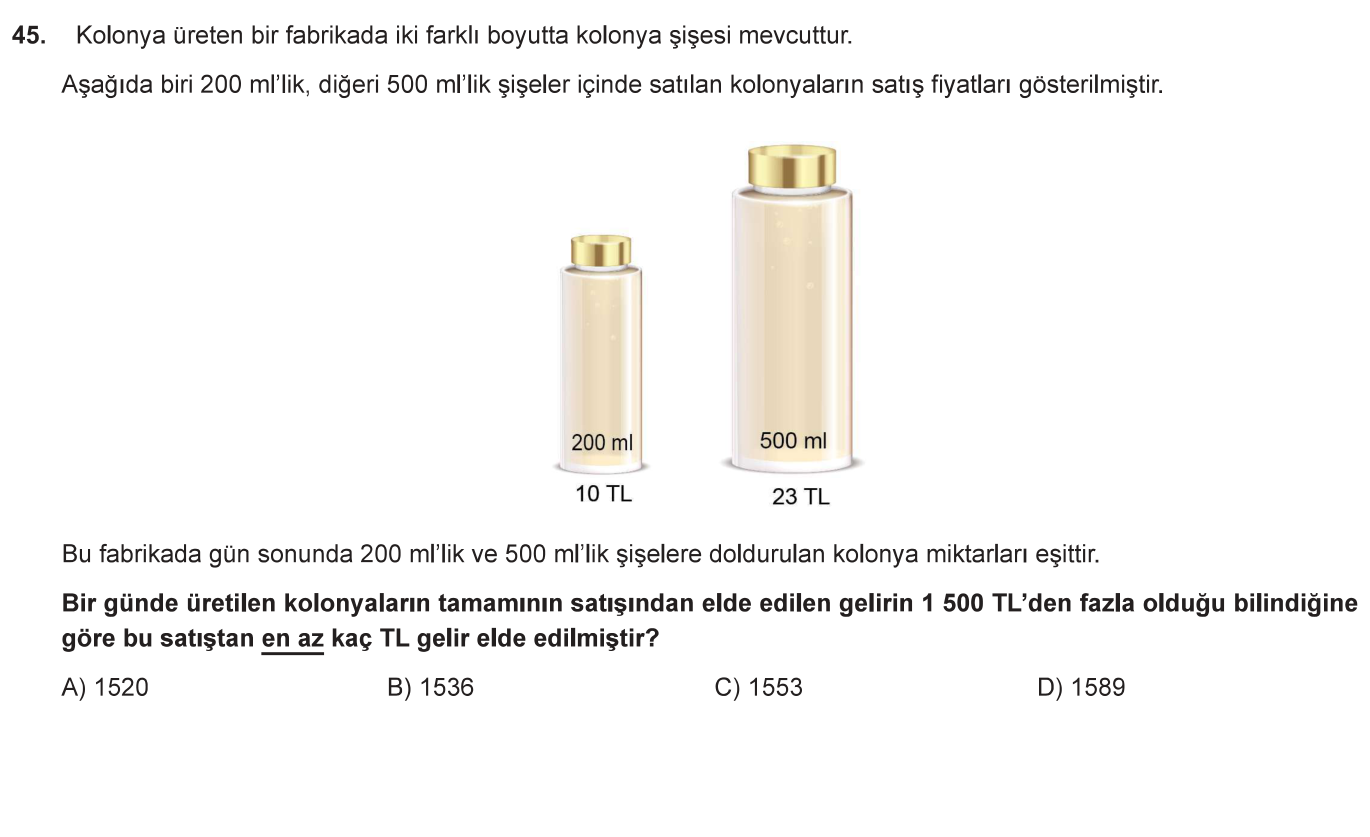 45. Kolonya üreten bir fabrikada iki farklı boyutta kolonya şişesi mevcuttur.
Aşağıda biri 200 ml’lik, diğeri 500 ml’lik şişeler içinde satılan kolonyaların satış fiyatları gösterilmiştir.
200 ml
500 ml
10 TL
23 TL
Bu fabrikada gün sonunda 200 ml’lik ve 500 ml’lik şişelere doldurulan kolonya miktarları eşittir.
Bir günde üretilen kolonyaların tamamının satışından elde edilen gelirin 1 500 TL’den fazla olduğu bilindiğine
göre bu satıştan en az kaç TL gelir elde edilmiştir?
A) 1520 B) 1536 C) 1553 D) 1589